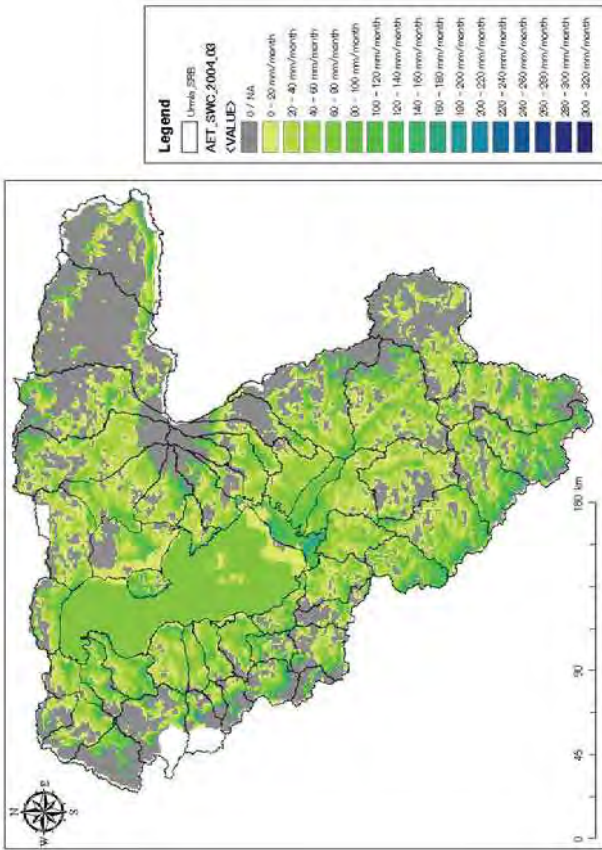 N
W E
S
0 45 90 180 km
Legend
Urmia_SRB
AET_SWC_2004_03
<VALUE>
0 / NA
0 - 20 mm/month
20 - 40 mm/month
40 - 60 mm/month
60 - 80 mm/month
80 - 100 mm/month
100 - 120 mm/month
120 - 140 mm/month
140 - 160 mm/month
160 - 180 mm/month
180 - 200 mm/month
200 - 220 mm/month
220 - 240 mm/month
240 - 260 mm/month
260 - 280 mm/month
280 - 300 mm/month
300 - 320 mm/month